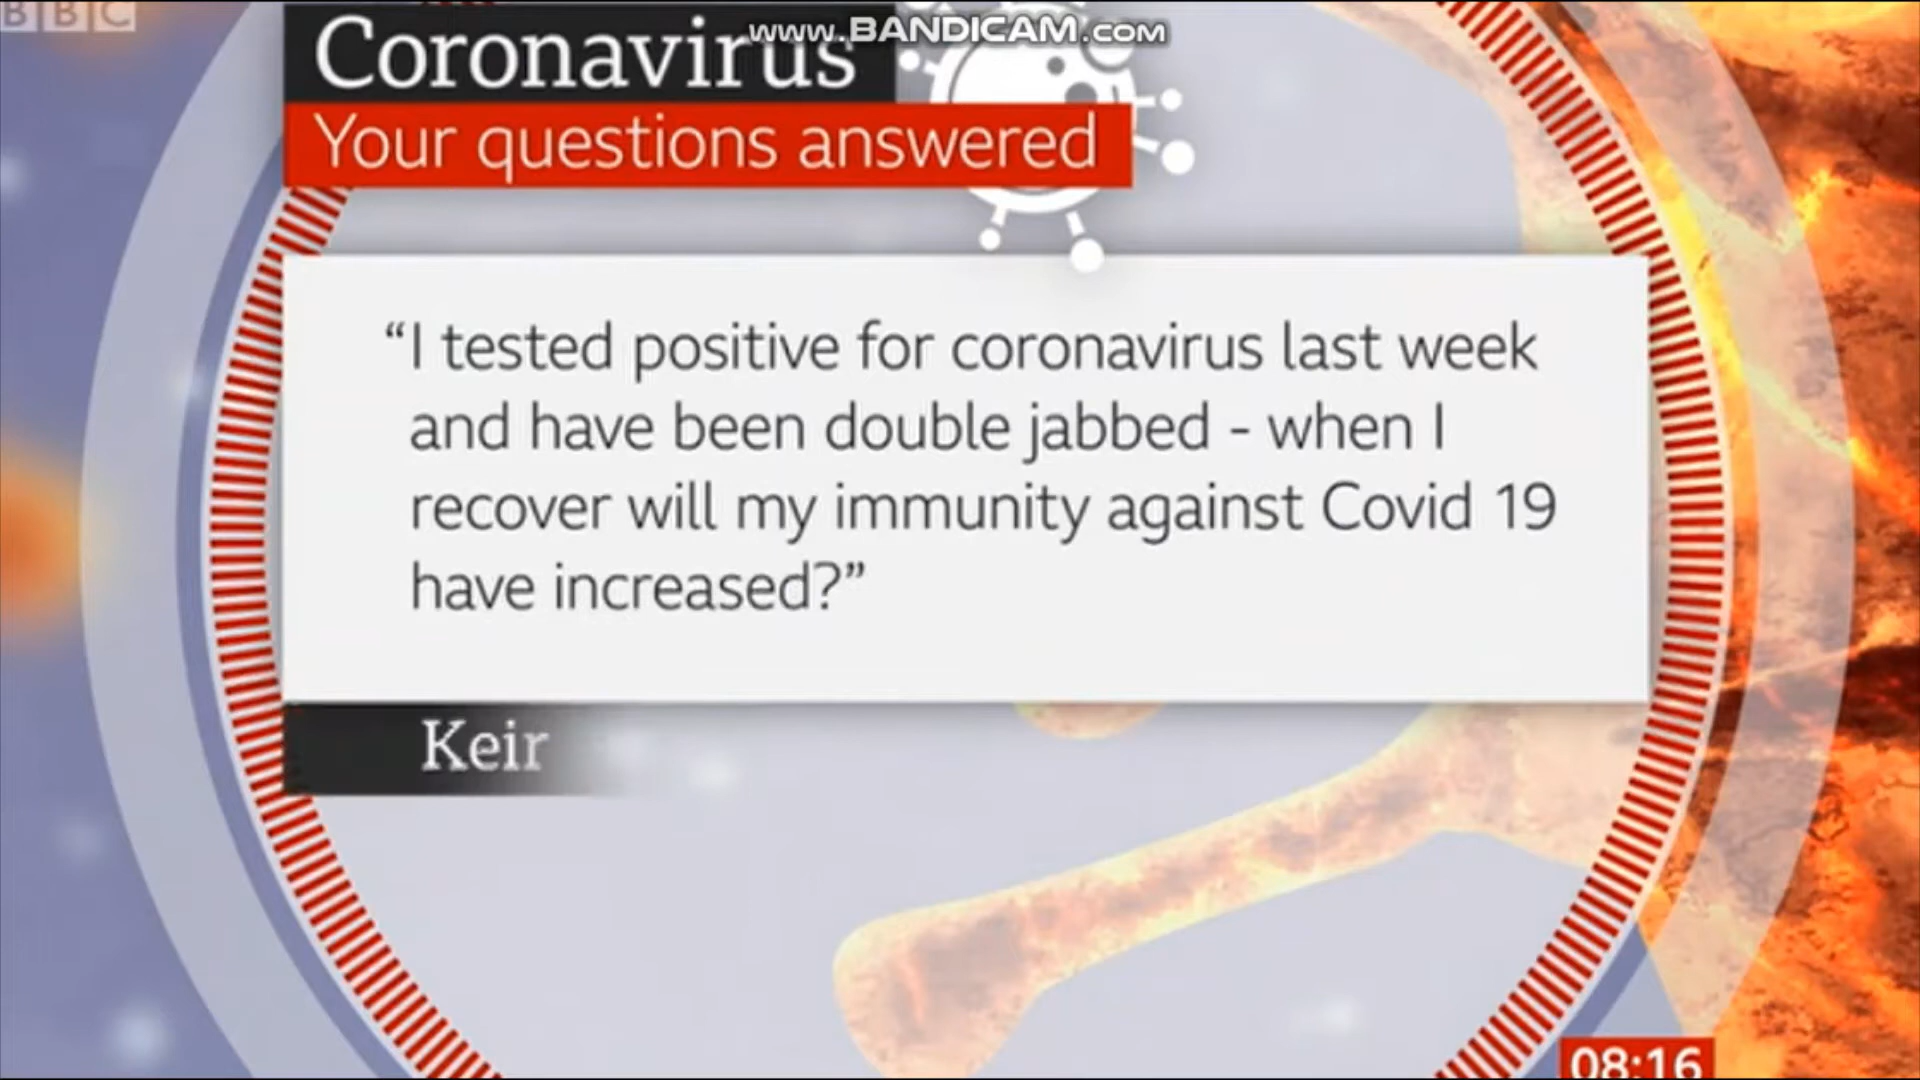 BBC
www.BANDICAM.com
Coronavirus
Your questions answered
“I tested positive for coronavirus last week
and have been double jabbed - when I
recover will my immunity against Covid 19
have increased?”
Keir
08:16